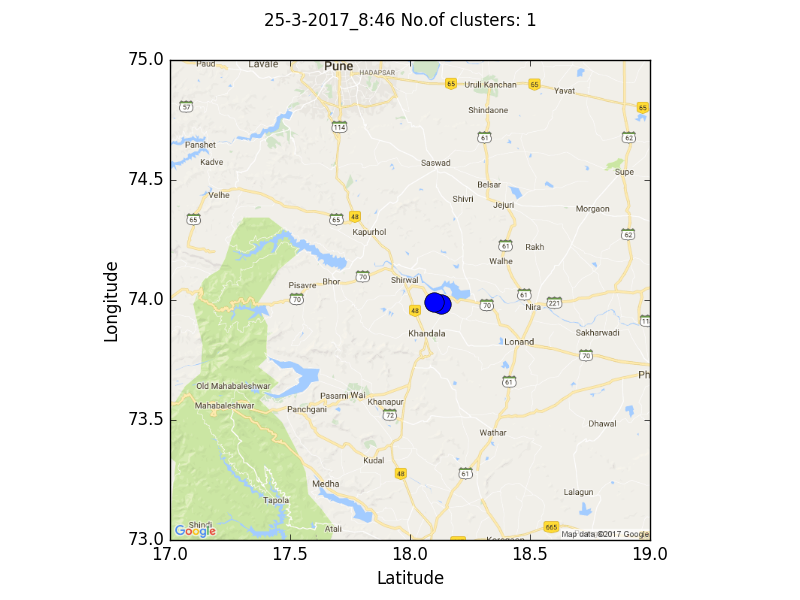 25-3-2017_8:46 No.of clusters: 1
75.0
74.5
74.0
73.5
73.0
17.0 17.5 18.0 18.5 19.0
Latitude
Longitude
Paud Lavale Pune
HADAPSAR
65 Uruli Kanchan 65
Yavat
57
65
Shindaone
114
61
62
Panshet
Kadve
Saswad
Supe
Belsar
Velhe
Shivri
Jejuri
Morgaon
65
65
48
Kapurhol
62
61
Rakh
Walhe
70
Shirwal
Pisavre Bhor
70
61
221
70
Nira
48
Khandala
Sakharwadi
Lonand
70
Ph
Old Mahabaleshwar
61
Mahabaleshwar
Pasarni Wai
Khanapur
Panchgani
72
Dhawal
Wathar
Kudal
48
61
Medha
Lalagun
Tapola
Shindi
Atali
665
Google
Map data ©2017 Google